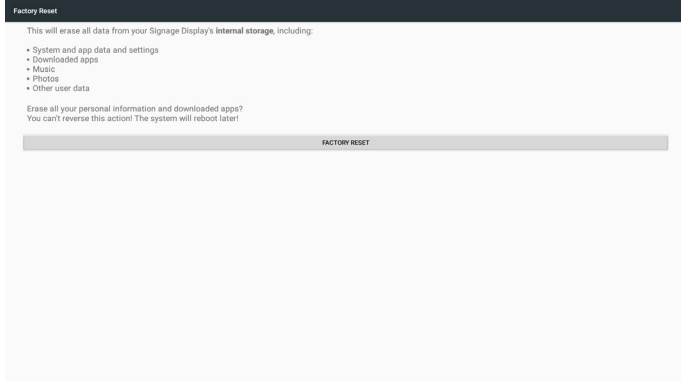 Factory Reset
This will erase all data from your Signage Display's internal storage, including:
• System and app data and settings
• Downloaded apps
• Music
• Photos
• Other user data
Erase all your personal information and downloaded apps?
You can't reverse this action! The system will reboot later!
FACTORY RESET